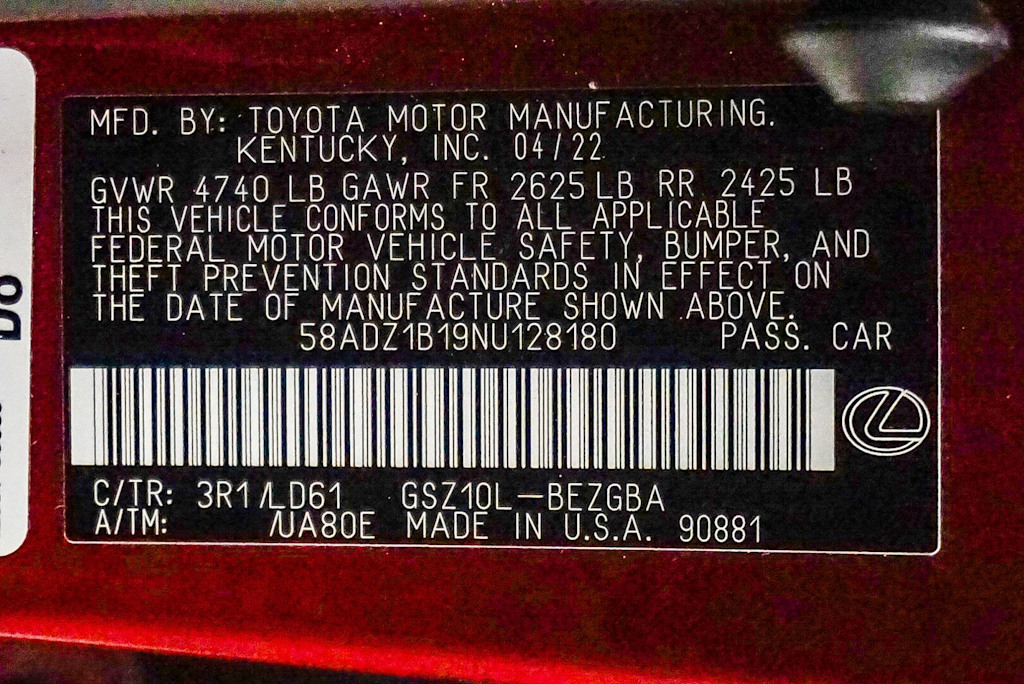 MFD. BY: TOYOTA MOTOR MANUFACTURING.
KENTUCKY, INC. 04/22
GVWR 4740 LB GAWR FR 2625 LB RR 2425 LB
THIS VEHICLE CONFORMS TO ALL APPLICABLE
FEDERAL MOTOR VEHICLE SAFETY, BUMPER, AND
THEFT PREVENTION STANDARDS IN EFFECT ON
THE DATE OF MANUFACTURE SHOWN ABOVE.
58ADZ1B19NU128180 PASS. CAR
C/TR: 3R1/LD61 GSZ10L-BEZGBA
A/TM: /UA80E MADE IN U.S.A. 90881